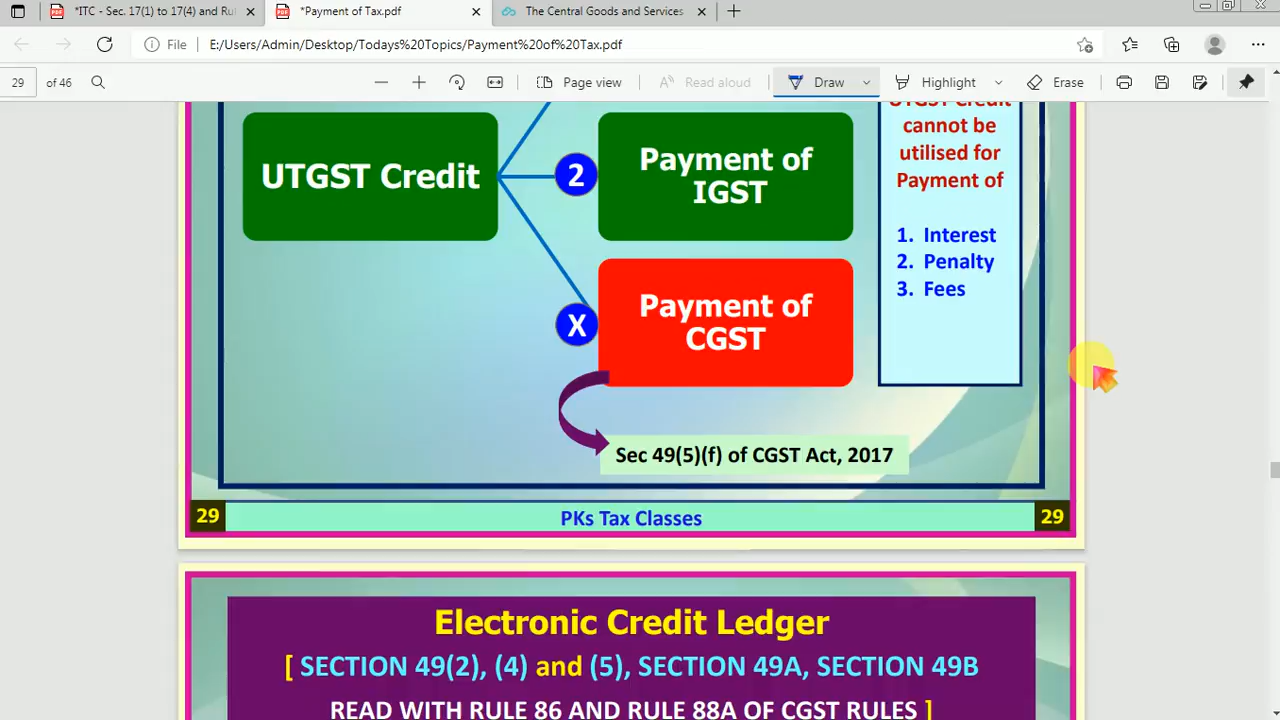 *ITC - Sec. 17(1) to 17(4) and Ru
*Payment of Tax.pdf
The Central Goods and Services
File
E:/Users/Admin/Desktop/Todays%20Topics/Payment%20of%20Tax.pdf
29 of 46
Page view
Read aloud
Draw
Highlight
Erase
UTGST Credit
2
Payment of
IGST
X
Payment of
CGST
UTGST Credit
cannot be
utilised for
Payment of
1. Interest
2. Penalty
3. Fees
Sec 49(5)(f) of CGST Act, 2017
29
PKs Tax Classes
29
Electronic Credit Ledger
[ SECTION 49(2), (4) and (5), SECTION 49A, SECTION 49B
READ WITH RULE 86 AND RULE 88A OF CGST RULES ]